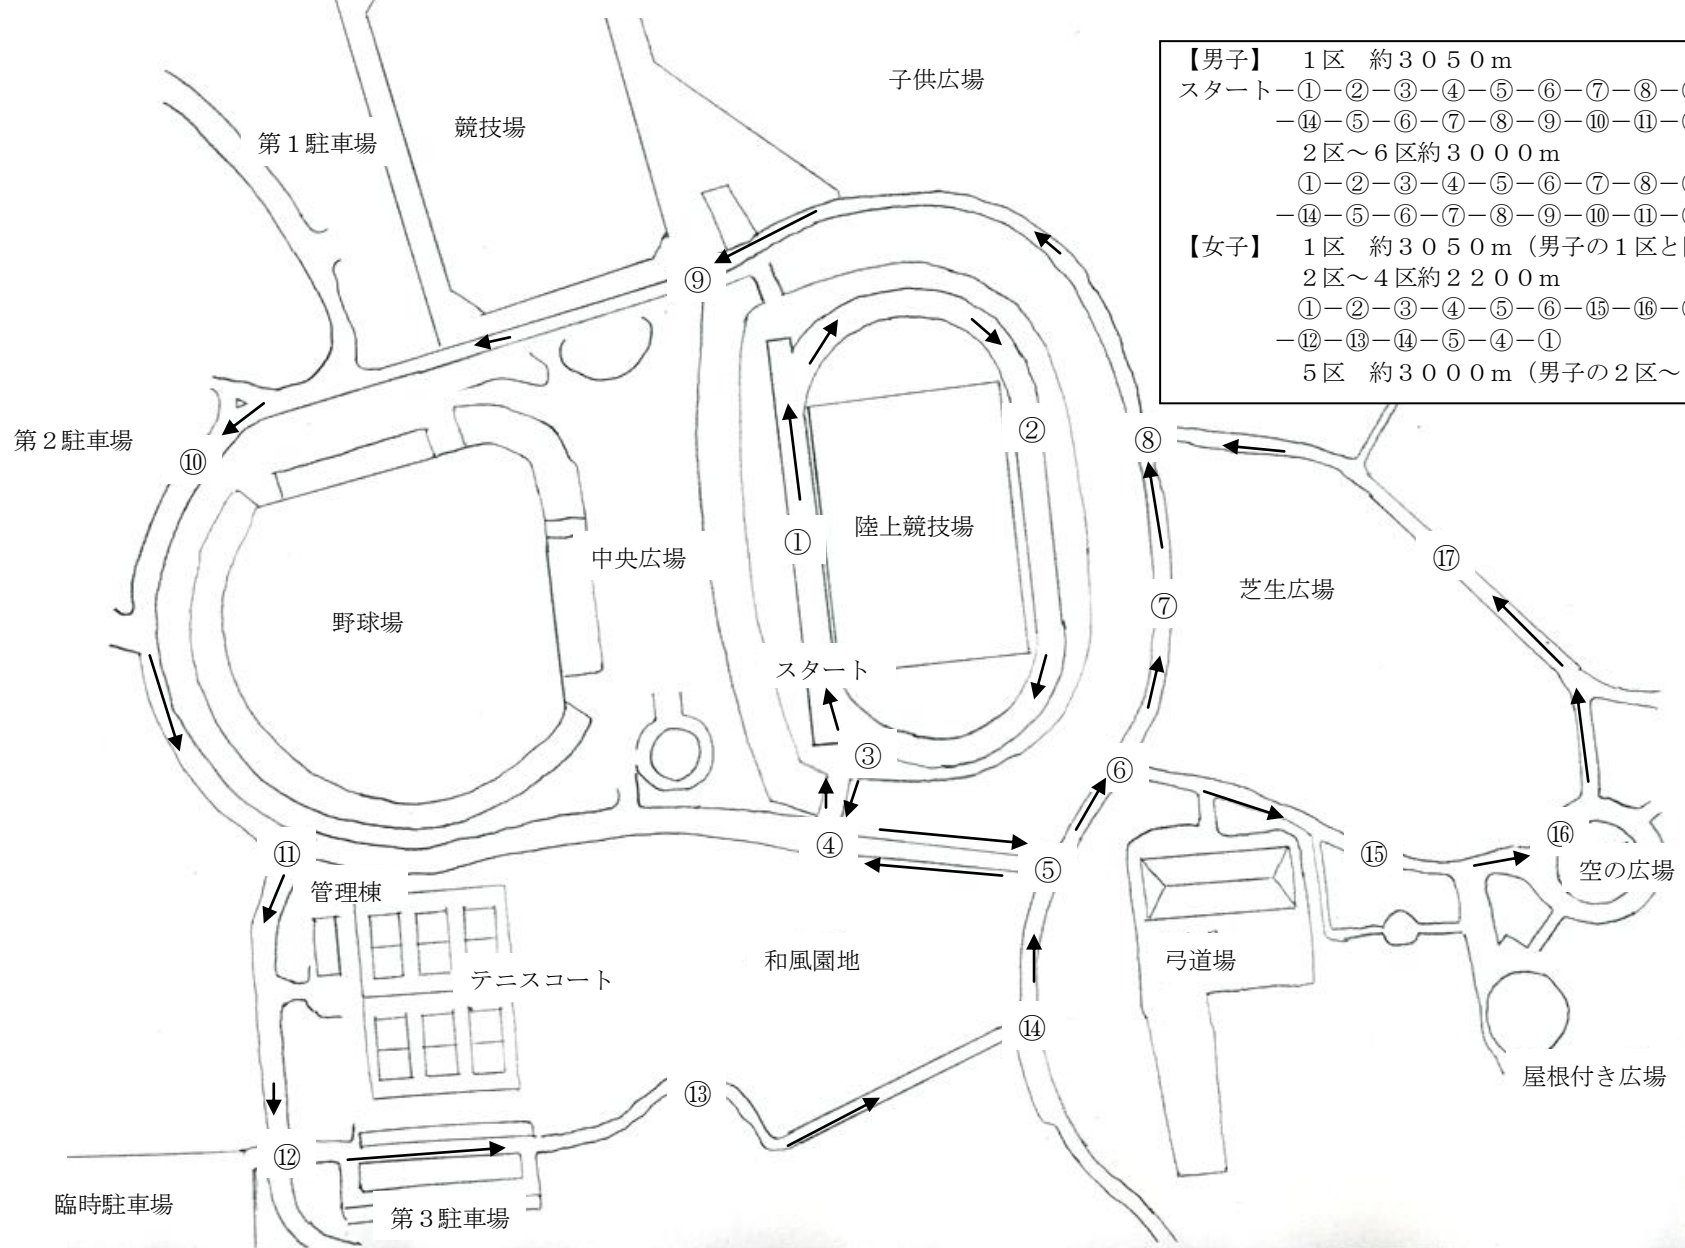 【男子】　１区　約３０５０ｍ
スタート－①－②－③－④－⑤－⑥－⑦－⑧－
－⑭－⑤－⑥－⑦－⑧－⑨－⑩－⑪－
２区～６区約３０００ｍ
①－②－③－④－⑤－⑥－⑦－⑧－
－⑭－⑤－⑥－⑦－⑧－⑨－⑩－⑪－
【女子】　１区　約３０５０ｍ（男子の１区と
２区～４区約２２００ｍ
①－②－③－④－⑤－⑥－⑮－⑯－
－⑫－⑬－⑭－⑤－④－①
５区　約３０００ｍ（男子の２区～
子供広場
競技場
第１駐車場
⑨
第２駐車場
⑩
②
⑧
①
陸上競技場
中央広場
⑰
芝生広場
⑦
野球場
スタート
③
⑥
④
⑤
⑪
⑮
⑯
空の広場
管理棟
和風園地
弓道場
テニスコート
⑭
屋根付き広場
⑬
⑫
臨時駐車場
第３駐車場